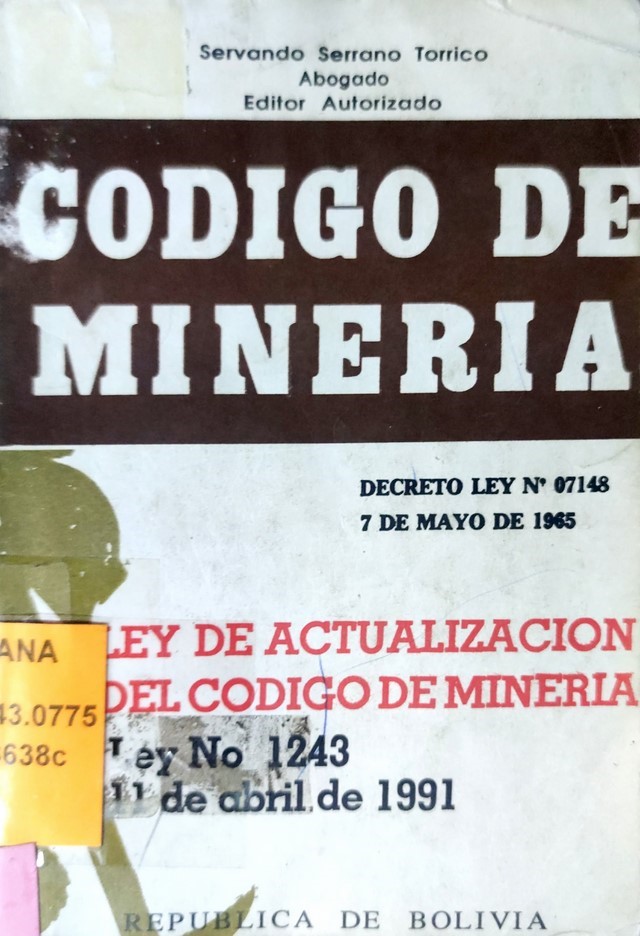 Servando Serrano Torrico
Abogado
Editor Autorizado
CODIGO DE
MINERIA
DECRETO LEY Nº 07148
7 DE MAYO DE 1965
LEY DE ACTUALIZACION
DEL CODIGO DE MINERIA
Ley No 1243
11 de abril de 1991
ANA
43.0775
638c
REPUBLICA DE BOLIVIA